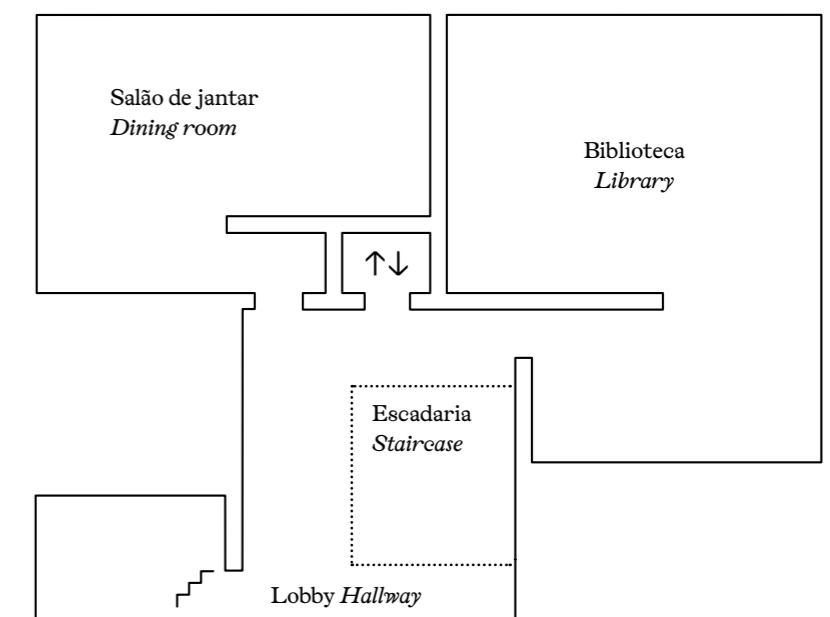 Salão de jantar
Dining room
Biblioteca
Library
↑↓
Escadaria
Staircase
Lobby Hallway